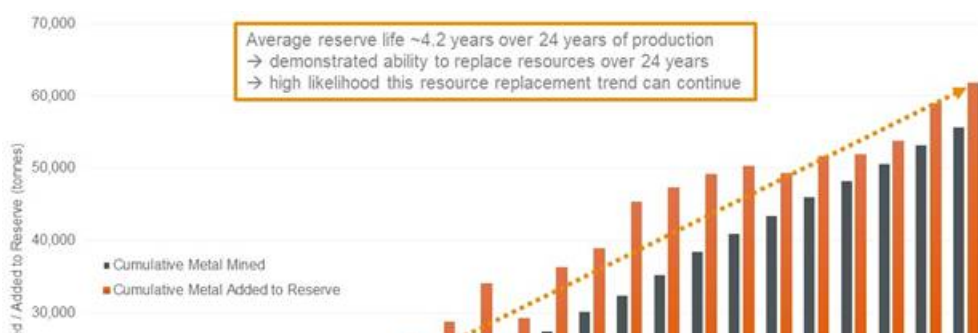 70,000
Average reserve life ~4.2 years over 24 years of production
→ demonstrated ability to replace resources over 24 years
→ high likelihood this resource replacement trend can continue
60,000
50,000
40,000
Cumulative Metal Mined
Cumulative Metal Added to Reserve
30,000
/ Added to Reserve (tonnes)